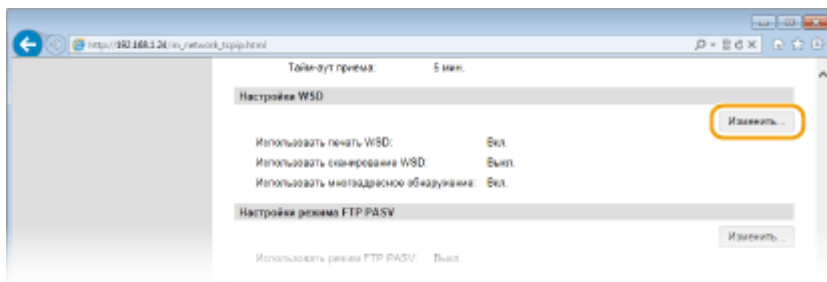 http://192.168.1.24/m_network_tcpip.html
Тайм-аут приема: 5 мин.
Настройки WSD
Изменить...
Использовать печать WSD: Вкл.
Использовать сканирование WSD: Выкл.
Использовать многоадресное обнаружение: Вкл.
Настройки режима FTP PASV
Изменить...
Использовать режим FTP PASV: Выкл.